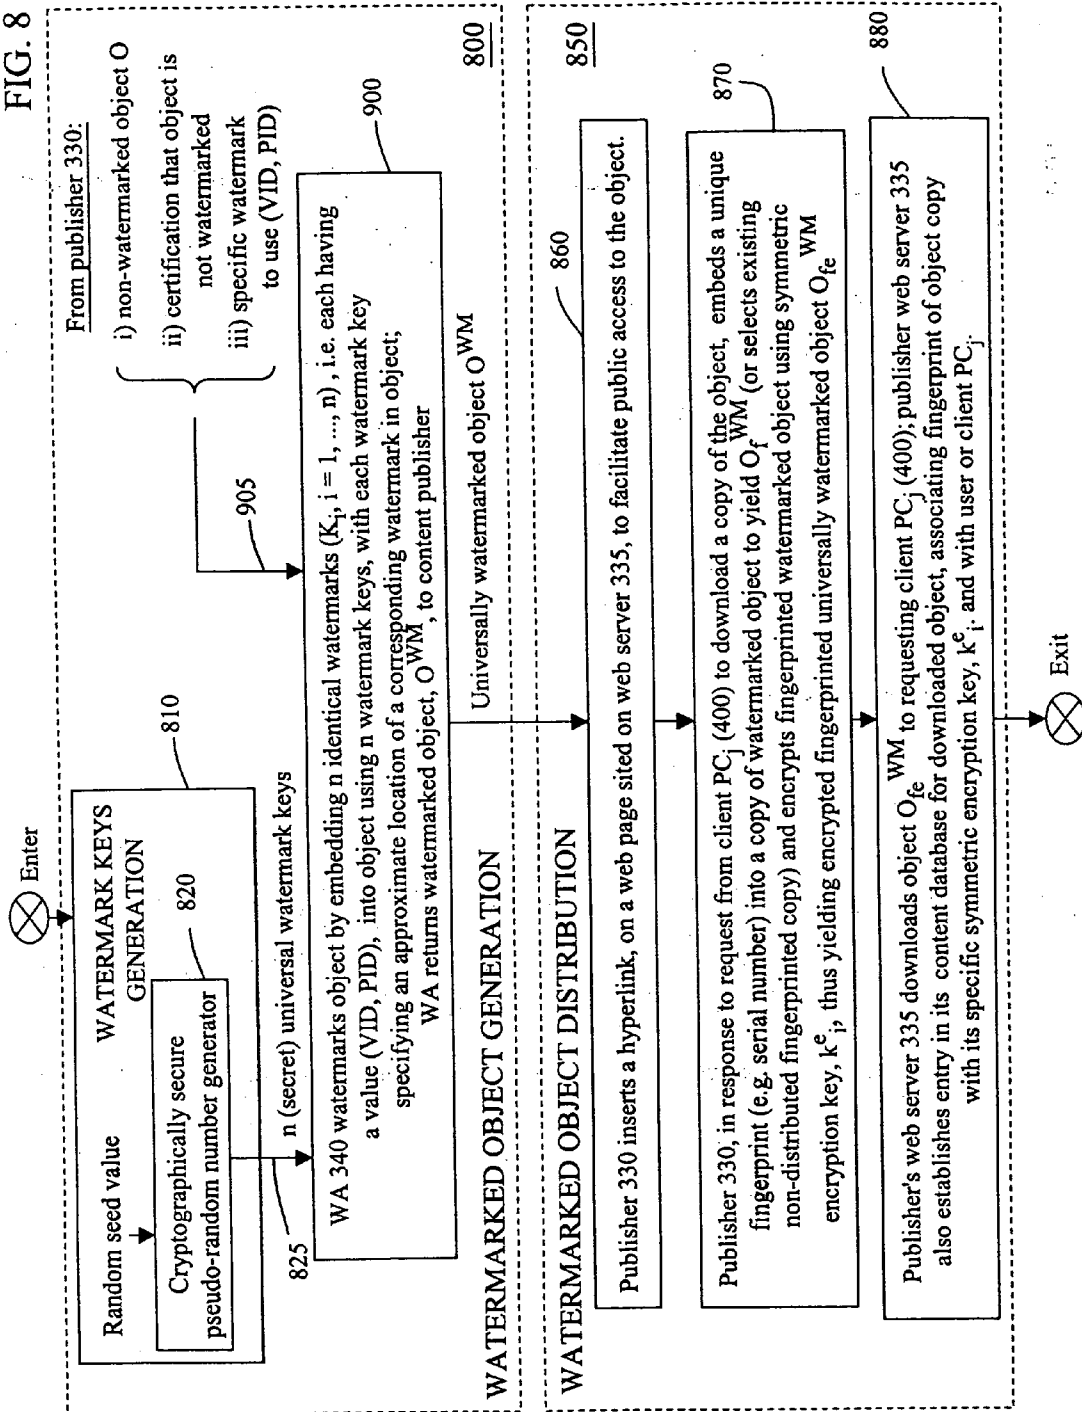 FIG. 8
Enter
WATERMARK KEYS
GENERATION
810
Random seed value
820
Cryptographically secure
pseudo-random number generator
n (secret) universal watermark keys
825
From publisher 330:
i) non-watermarked object O
ii) certification that object is
not watermarked
iii) specific watermark
to use (VID, PID)
905
900
WA 340 watermarks object by embedding n identical watermarks (Ki, i = 1, ..., n) , i.e. each having
a value (VID, PID), into object using n watermark keys, with each watermark key
specifying an approximate location of a corresponding watermark in object;
WA returns watermarked object, O^WM, to content publisher
800
WATERMARKED OBJECT GENERATION
Universally watermarked object O^WM
WATERMARKED OBJECT DISTRIBUTION
850
860
Publisher 330 inserts a hyperlink, on a web page sited on web server 335, to facilitate public access to the object.
870
Publisher 330, in response to request from client PCj (400) to download a copy of the object, embeds a unique
fingerprint (e.g. serial number) into a copy of watermarked object to yield Of^WM (or selects existing
non-distributed fingerprinted copy) and encrypts fingerprinted watermarked object using symmetric
encryption key, k^e i, thus yielding encrypted fingerprinted universally watermarked object Ofe^WM
880
Publisher's web server 335 downloads object Ofe^WM to requesting client PCj (400); publisher web server 335
also establishes entry in its content database for downloaded object, associating fingerprint of object copy
with its specific symmetric encryption key, k^e i. and with user or client PCj.
Exit